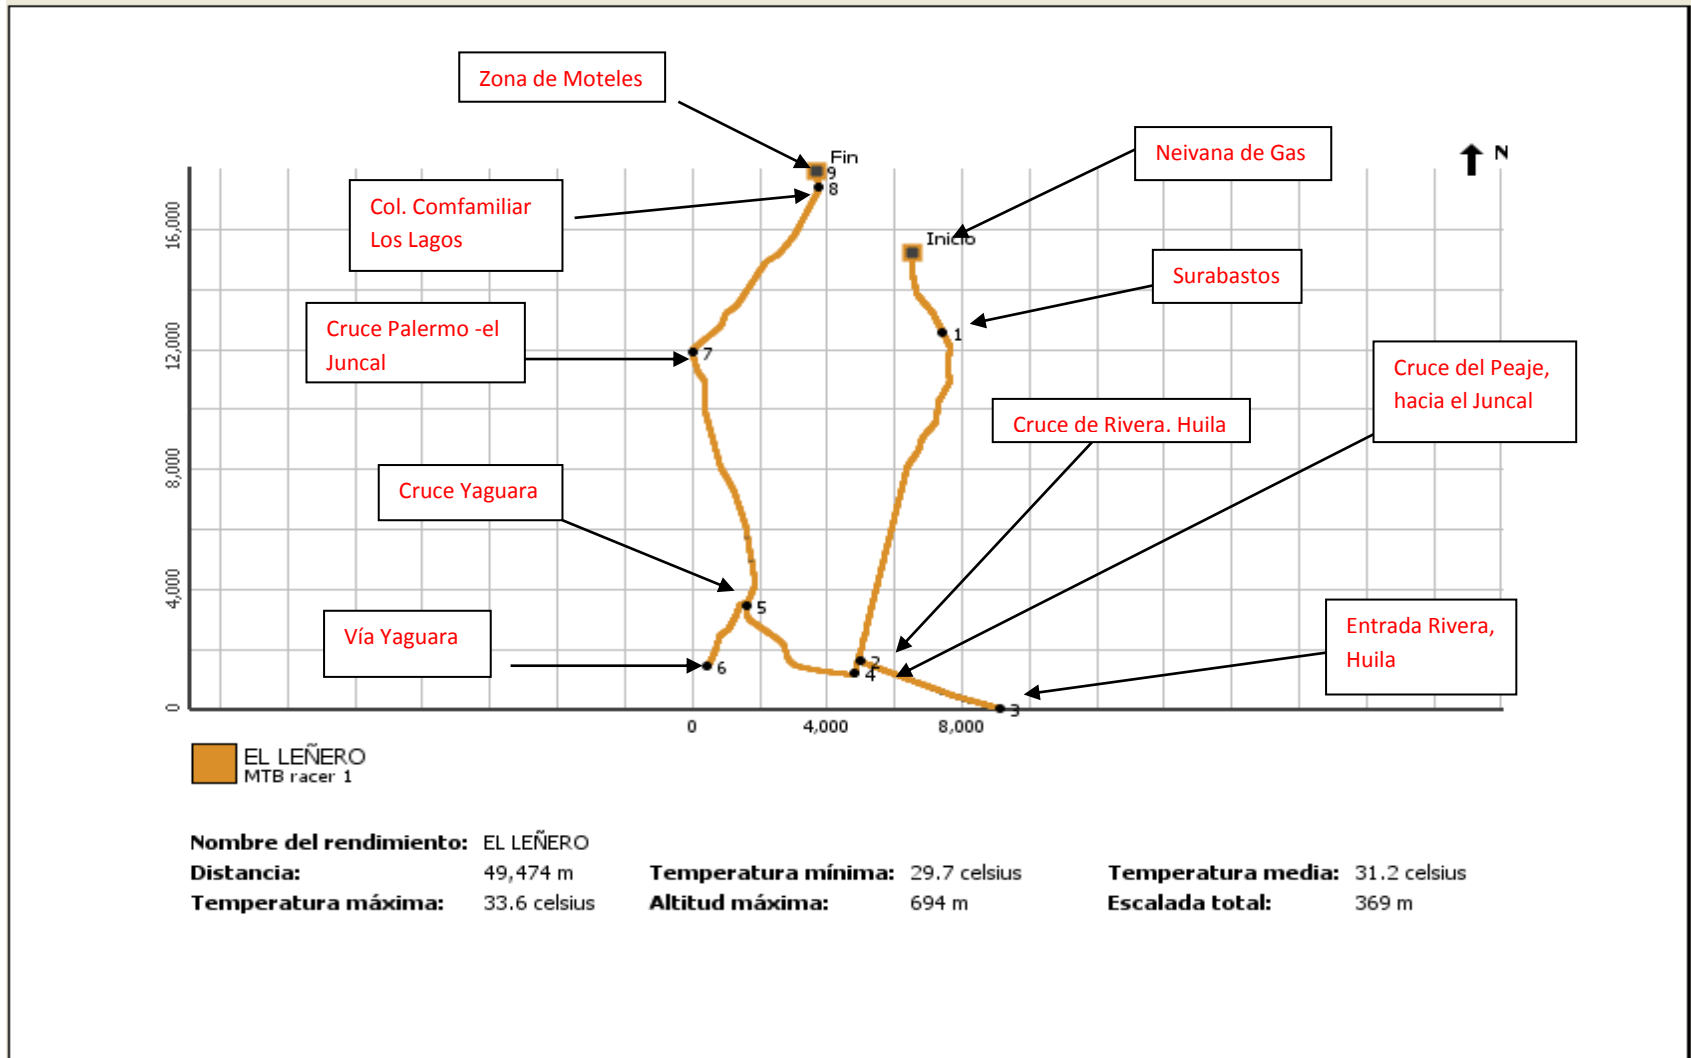 Zona de Moteles
Neivana de Gas
N
Fin
9
8
Col. Comfamiliar
Los Lagos
Inicio
Surabastos
1
Cruce Palermo -el
Juncal
7
Cruce del Peaje,
hacia el Juncal
Cruce de Rivera. Huila
Cruce Yaguara
5
Vía Yaguara
6
2
4
Entrada Rivera,
Huila
3
16,000
12,000
8,000
4,000
0
0 4,000 8,000
EL LEÑERO
MTB racer 1
Nombre del rendimiento: EL LEÑERO
Distancia: 49,474 m Temperatura mínima: 29.7 celsius Temperatura media: 31.2 celsius
Temperatura máxima: 33.6 celsius Altitud máxima: 694 m Escalada total: 369 m